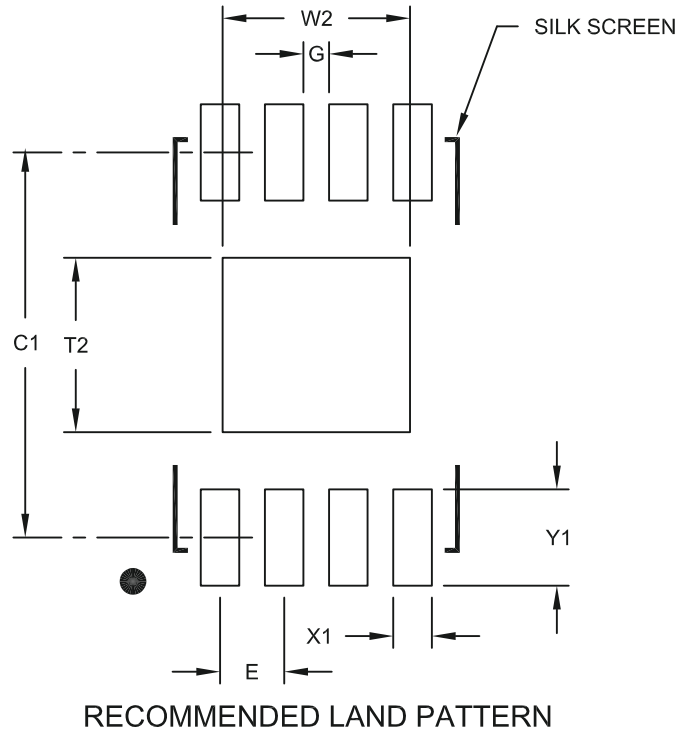 W2
SILK SCREEN
G
C1
T2
Y1
X1
E
RECOMMENDED LAND PATTERN